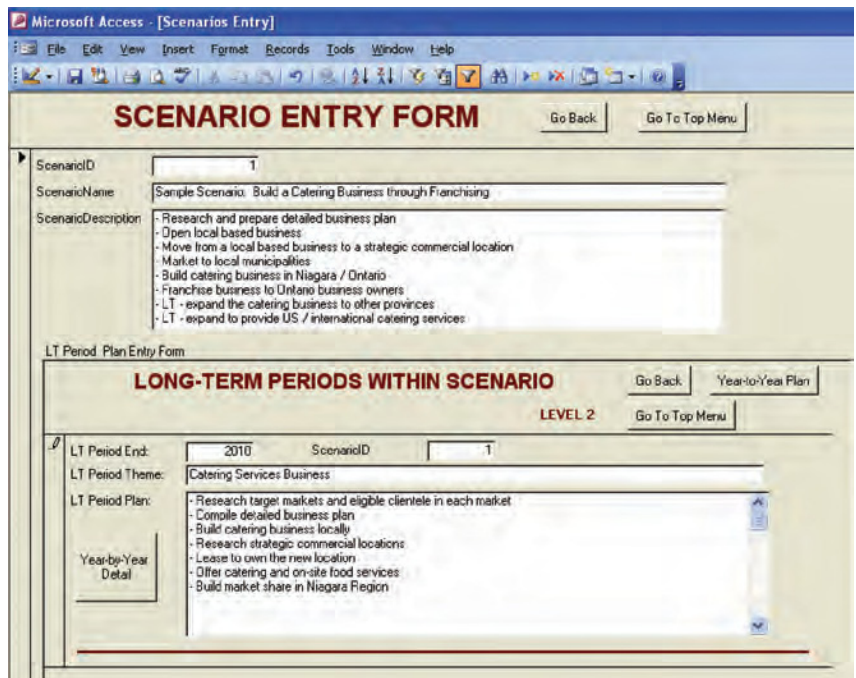 Microsoft Access - [Scenarios Entry]
File Edit View Insert Format Records Tools Window Help
SCENARIO ENTRY FORM Go Back Go To Top Menu
ScenarioID 1
ScenarioName Sample Scenario: Build a Catering Business through Franchising
ScenarioDescription - Research and prepare detailed business plan
- Open local based business
- Move from a local based business to a strategic commercial location
- Market to local municipalities
- Build catering business in Niagara / Ontario
- Franchise business to Ontario business owners
- LT - expand the catering business to other provinces
- LT - expand to provide US / international catering services
LT Period Plan Entry Form
LONG-TERM PERIODS WITHIN SCENARIO Go Back Year-to-Year Plan
LEVEL 2 Go To Top Menu
LT Period End: 2010 ScenarioID 1
LT Period Theme: Catering Services Business
LT Period Plan: - Research target markets and eligible clientele in each market
- Compile detailed business plan
- Build catering business locally
- Research strategic commercial locations
- Lease to own the new location
- Offer catering and on-site food services
- Build market share in Niagara Region
Year-by-Year
Detail